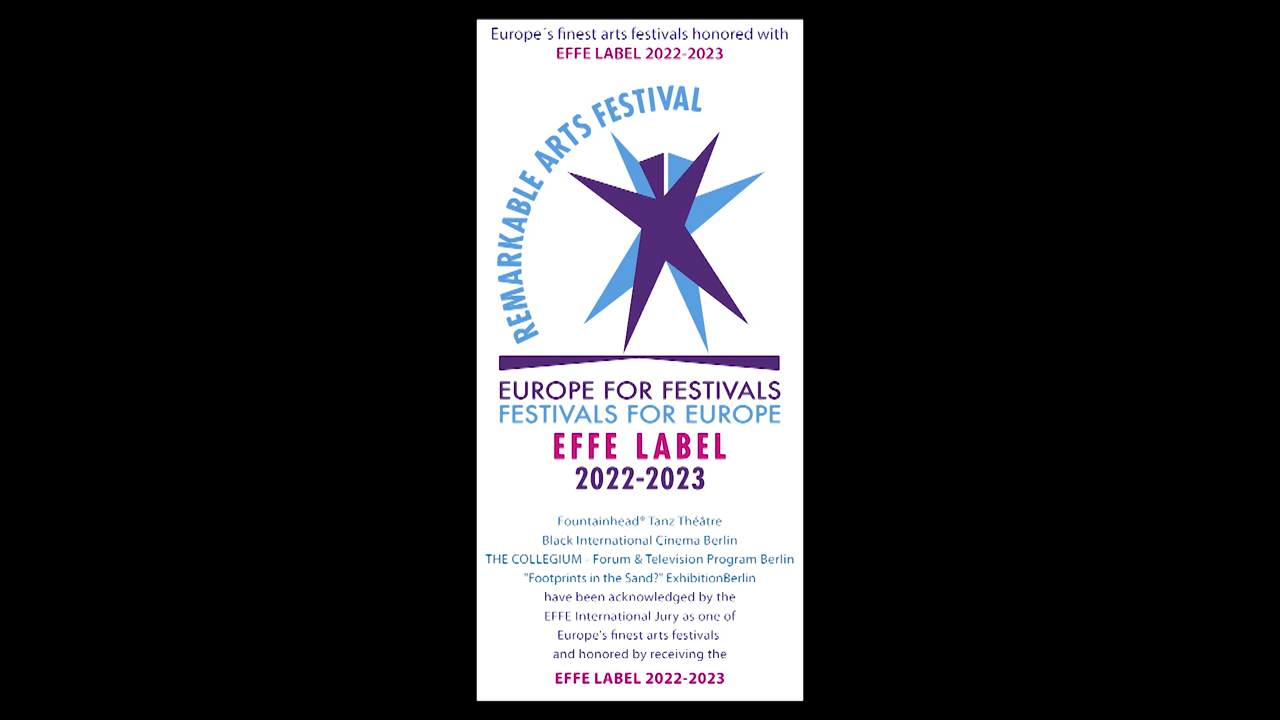 Europe´s finest arts festivals honored with
EFFE LABEL 2022-2023
REMARKABLE ARTS FESTIVAL
EUROPE FOR FESTIVALS
FESTIVALS FOR EUROPE
EFFE LABEL
2022-2023
Fountainhead® Tanz Théâtre
Black International Cinema Berlin
THE COLLEGIUM - Forum & Television Program Berlin
"Footprints in the Sand?" ExhibitionBerlin
have been acknowledged by the
EFFE International Jury as one of
Europe's finest arts festivals
and honored by receiving the
EFFE LABEL 2022-2023